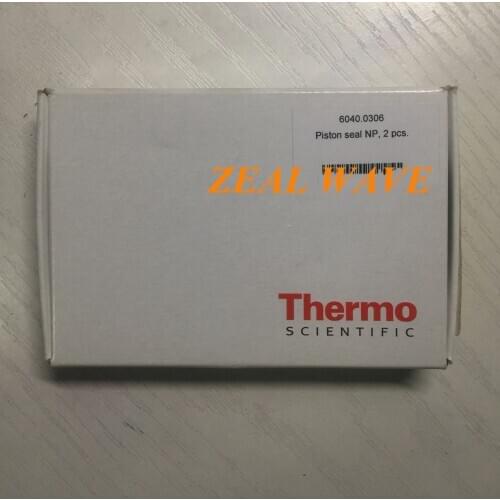 6040.0306
Piston seal NP, 2 pcs.
ZEAL WAVE
Thermo
SCIENTIFIC